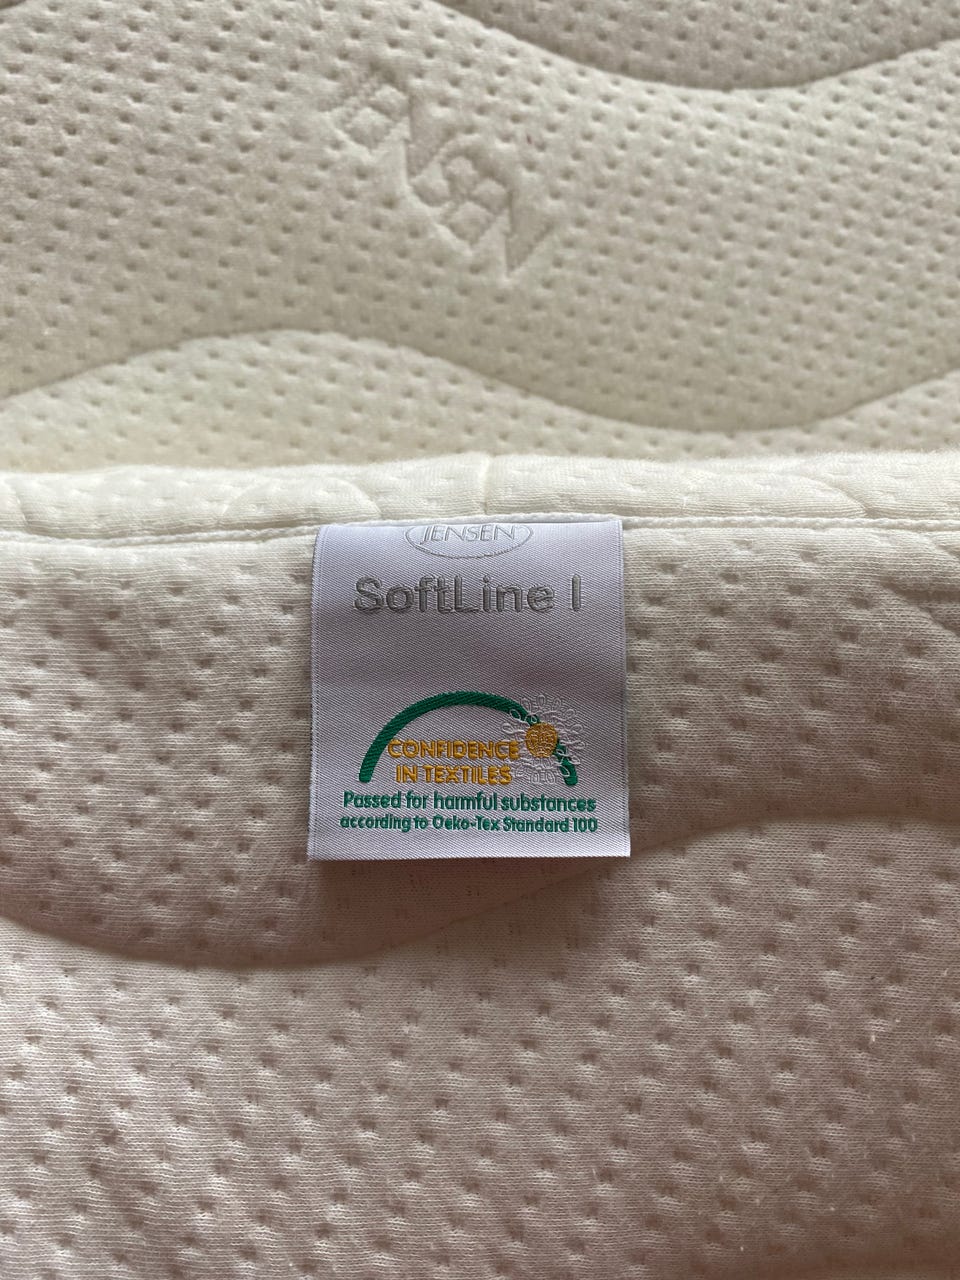 JENSEN
SoftLine I
CONFIDENCE
IN TEXTILES
Passed for harmful substances
according to Oeko-Tex Standard 100